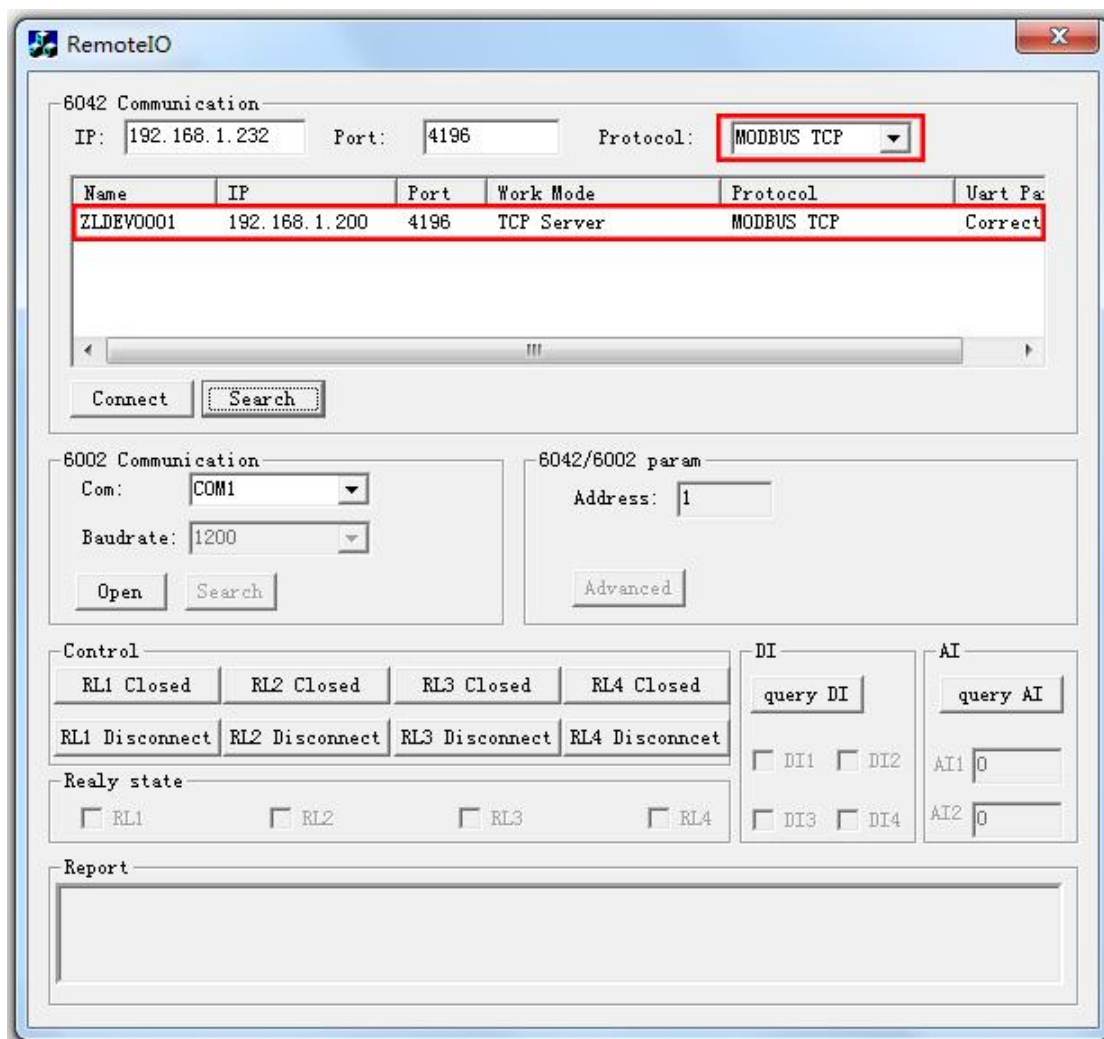 RemoteIO
6042 Communication
IP: 192.168.1.232 Port: 4196 Protocol: MODBUS TCP
Name IP Port Work Mode Protocol Uart Pa
ZLDEV0001 192.168.1.200 4196 TCP Server MODBUS TCP Correct
Connect Search
6002 Communication
Com: COM1
Baudrate: 1200
Open Search
6042/6002 param
Address: 1
Advanced
Control
RL1 Closed RL2 Closed RL3 Closed RL4 Closed
RL1 Disconnect RL2 Disconnect RL3 Disconnect RL4 Disconncet
Realy state
RL1 RL2 RL3 RL4
DI
query DI
DI1 DI2
DI3 DI4
AI
query AI
AI1 0
AI2 0
Report